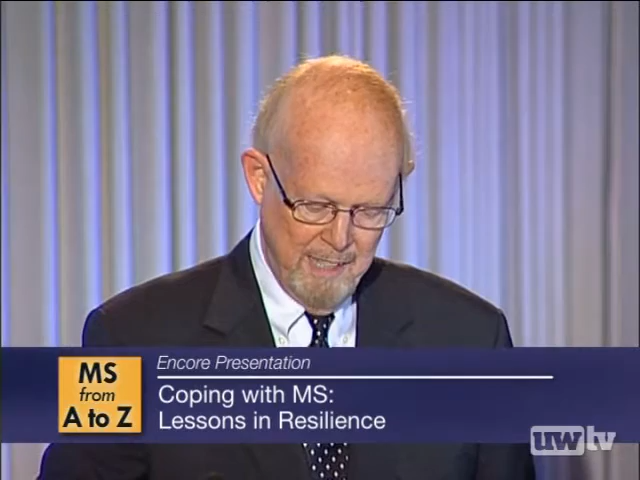 MS
from
A to Z
Encore Presentation
Coping with MS:
Lessons in Resilience
uwtv